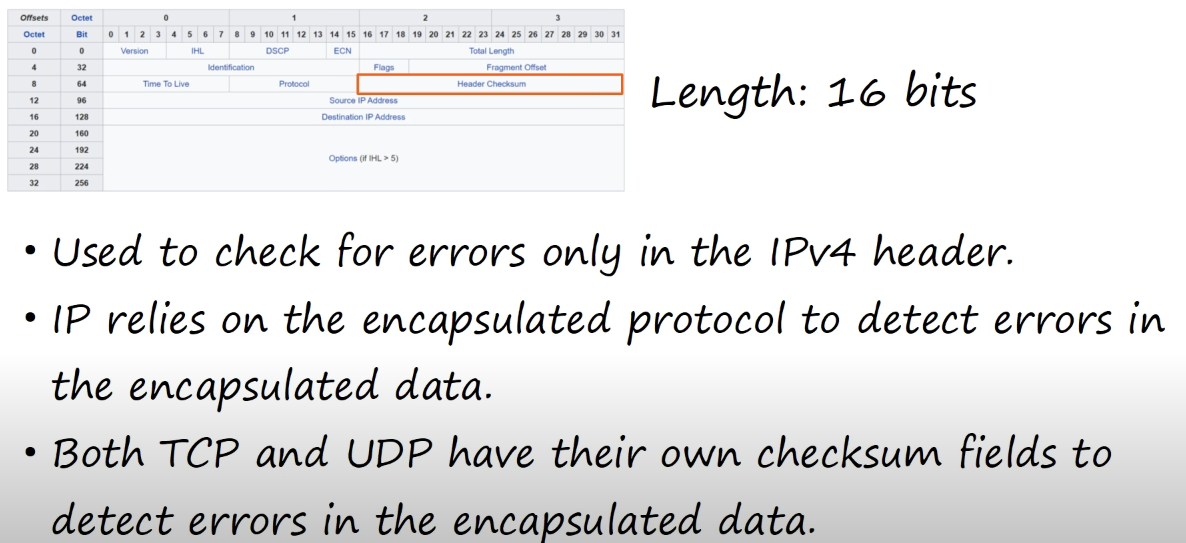 Offsets Octet 0 1 2 3
Octet Bit 0 1 2 3 4 5 6 7 8 9 10 11 12 13 14 15 16 17 18 19 20 21 22 23 24 25 26 27 28 29 30 31
0 0 Version IHL DSCP ECN Total Length
4 32 Identification Flags Fragment Offset
8 64 Time To Live Protocol Header Checksum
12 96 Source IP Address
16 128 Destination IP Address
20 160
24 192
Options (if IHL > 5)
28 224
32 256
Length: 16 bits
• Used to check for errors only in the IPv4 header.
• IP relies on the encapsulated protocol to detect errors in
the encapsulated data.
• Both TCP and UDP have their own checksum fields to
detect errors in the encapsulated data.